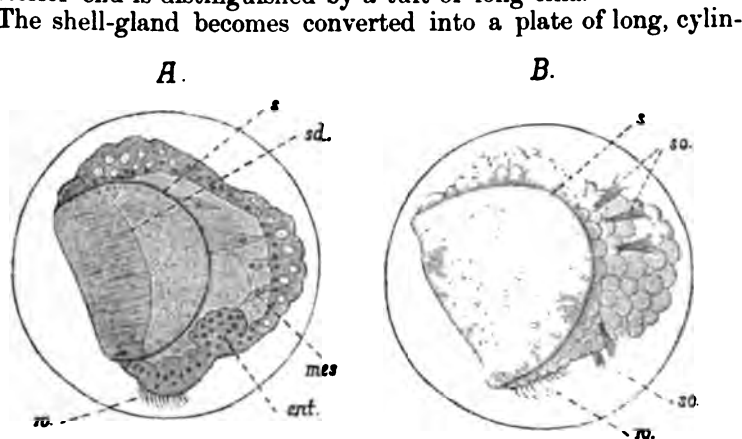 The shell-gland becomes converted into a plate of long, cylin-
A.
B.
s
sd.
s.
so.
mes
ent.
w.
so.
w.